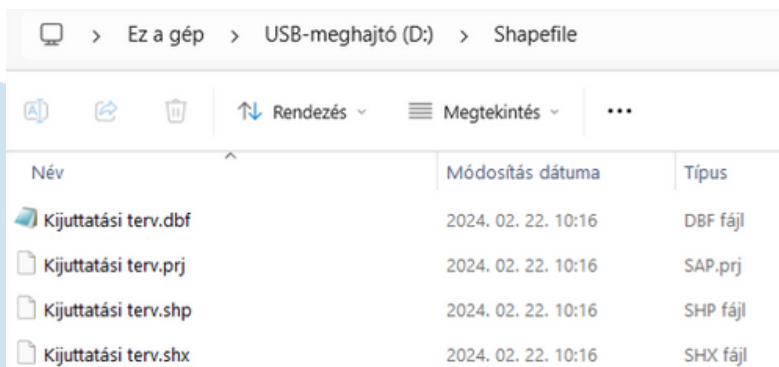 Ez a gép > USB-meghajtó (D:) > Shapefile
Rendezés Megtekintés
Név Módosítás dátuma Típus
Kijuttatási terv.dbf 2024. 02. 22. 10:16 DBF fájl
Kijuttatási terv.prj 2024. 02. 22. 10:16 SAP.prj
Kijuttatási terv.shp 2024. 02. 22. 10:16 SHP fájl
Kijuttatási terv.shx 2024. 02. 22. 10:16 SHX fájl